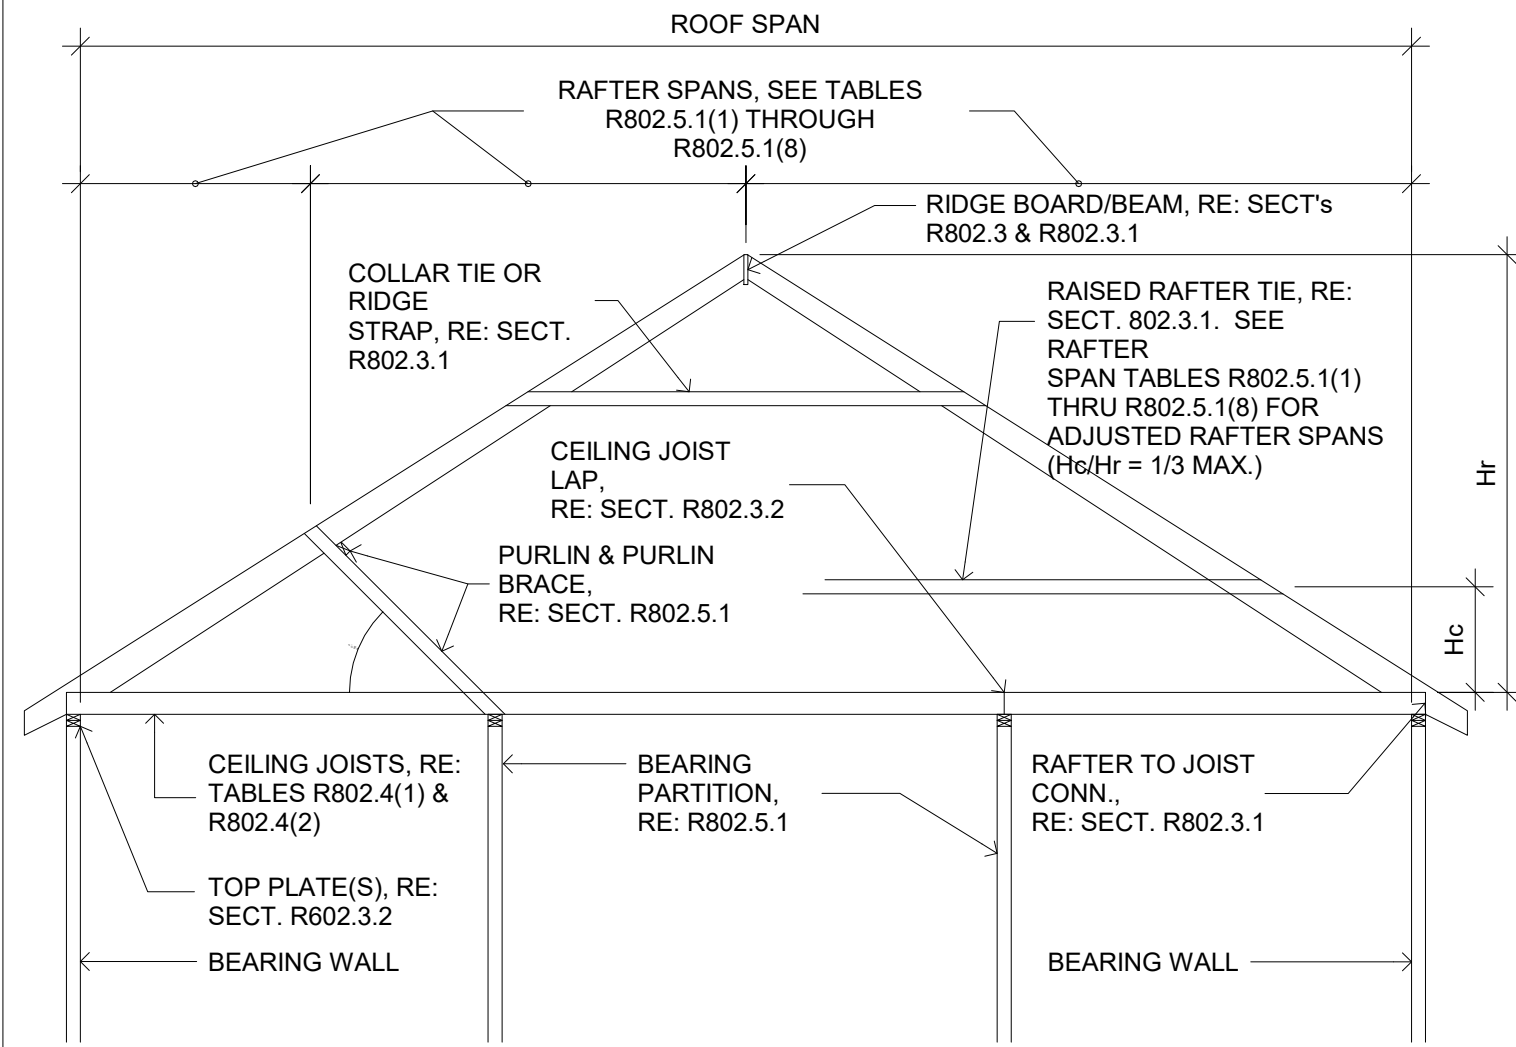 ROOF SPAN
RAFTER SPANS, SEE TABLES
R802.5.1(1) THROUGH
R802.5.1(8)
RIDGE BOARD/BEAM, RE: SECT's
R802.3 & R802.3.1
COLLAR TIE OR
RIDGE
STRAP, RE: SECT.
R802.3.1
RAISED RAFTER TIE, RE:
SECT. 802.3.1.  SEE
RAFTER
SPAN TABLES R802.5.1(1)
THRU R802.5.1(8) FOR
ADJUSTED RAFTER SPANS
(Hc/Hr = 1/3 MAX.)
Hr
CEILING JOIST
LAP,
RE: SECT. R802.3.2
PURLIN & PURLIN
BRACE,
RE: SECT. R802.5.1
Hc
CEILING JOISTS, RE:
TABLES R802.4(1) &
R802.4(2)
BEARING
PARTITION,
RE: R802.5.1
RAFTER TO JOIST
CONN.,
RE: SECT. R802.3.1
TOP PLATE(S), RE:
SECT. R602.3.2
BEARING WALL
BEARING WALL